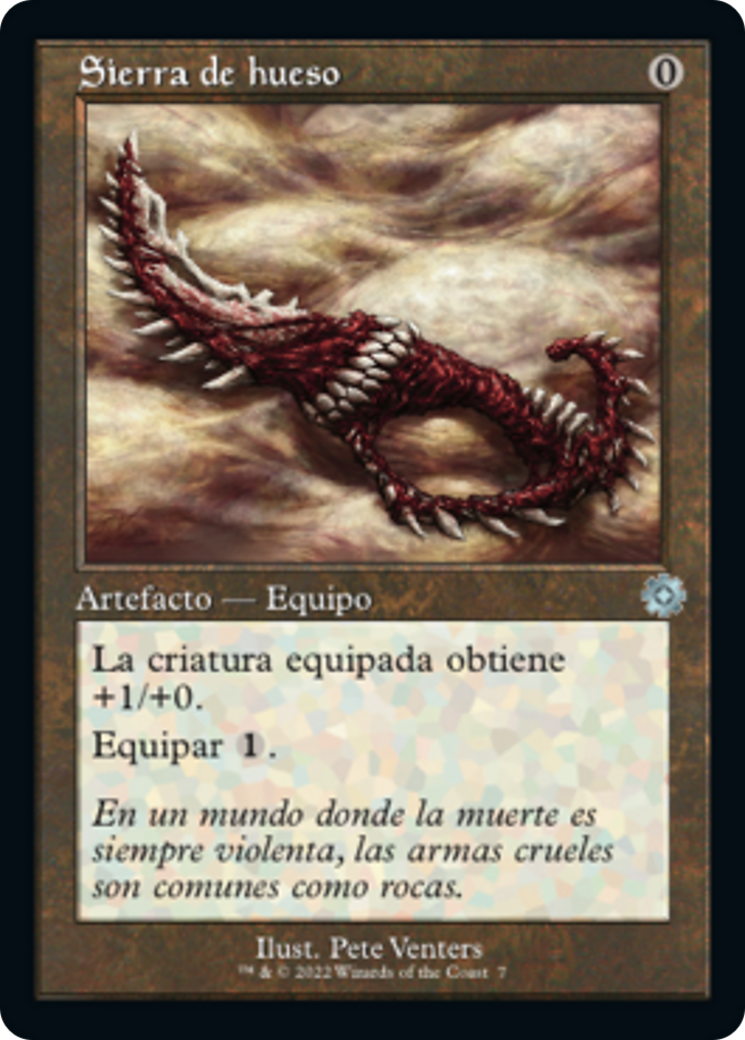 Sierra de hueso 0
Artefacto — Equipo
La criatura equipada obtiene
+1/+0.
Equipar 1.
En un mundo donde la muerte es
siempre violenta, las armas crueles
son comunes como rocas.
Ilust. Pete Venters
™ & © 2022 Wizards of the Coast 7